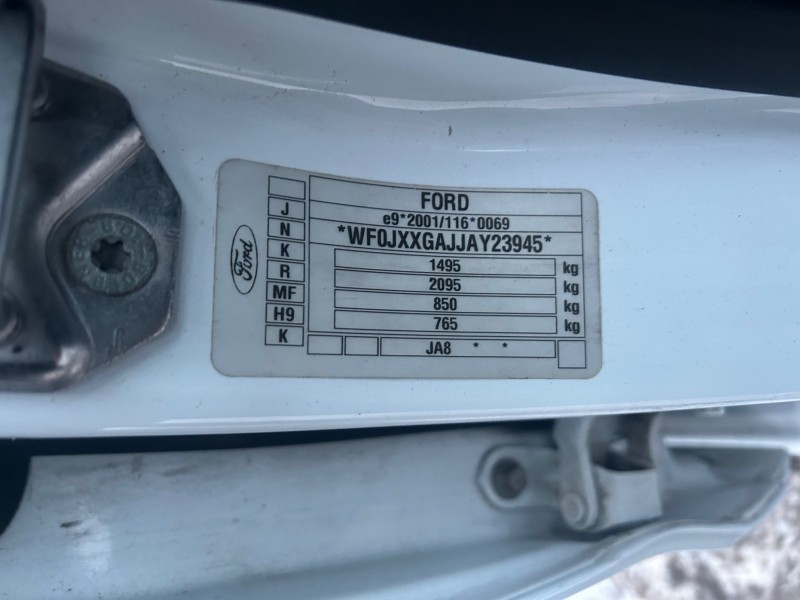 Ford
J
N
K
R
MF
H9
K
FORD
e9*2001/116*0069
*WF0JXXGAJJAY23945*
1495 kg
2095 kg
850 kg
765 kg
JA8 * *